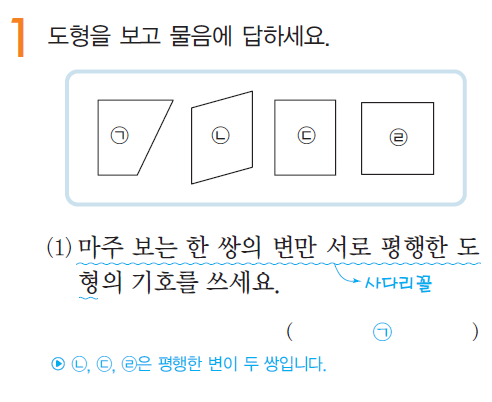 1 도형을 보고 물음에 답하세요.
㉠ ㉡ ㉢ ㉣
(1) 마주 보는 한 쌍의 변만 서로 평행한 도
형의 기호를 쓰세요.
사다리꼴
( ㉠ )
▶ ㉡, ㉢, ㉣은 평행한 변이 두 쌍입니다.